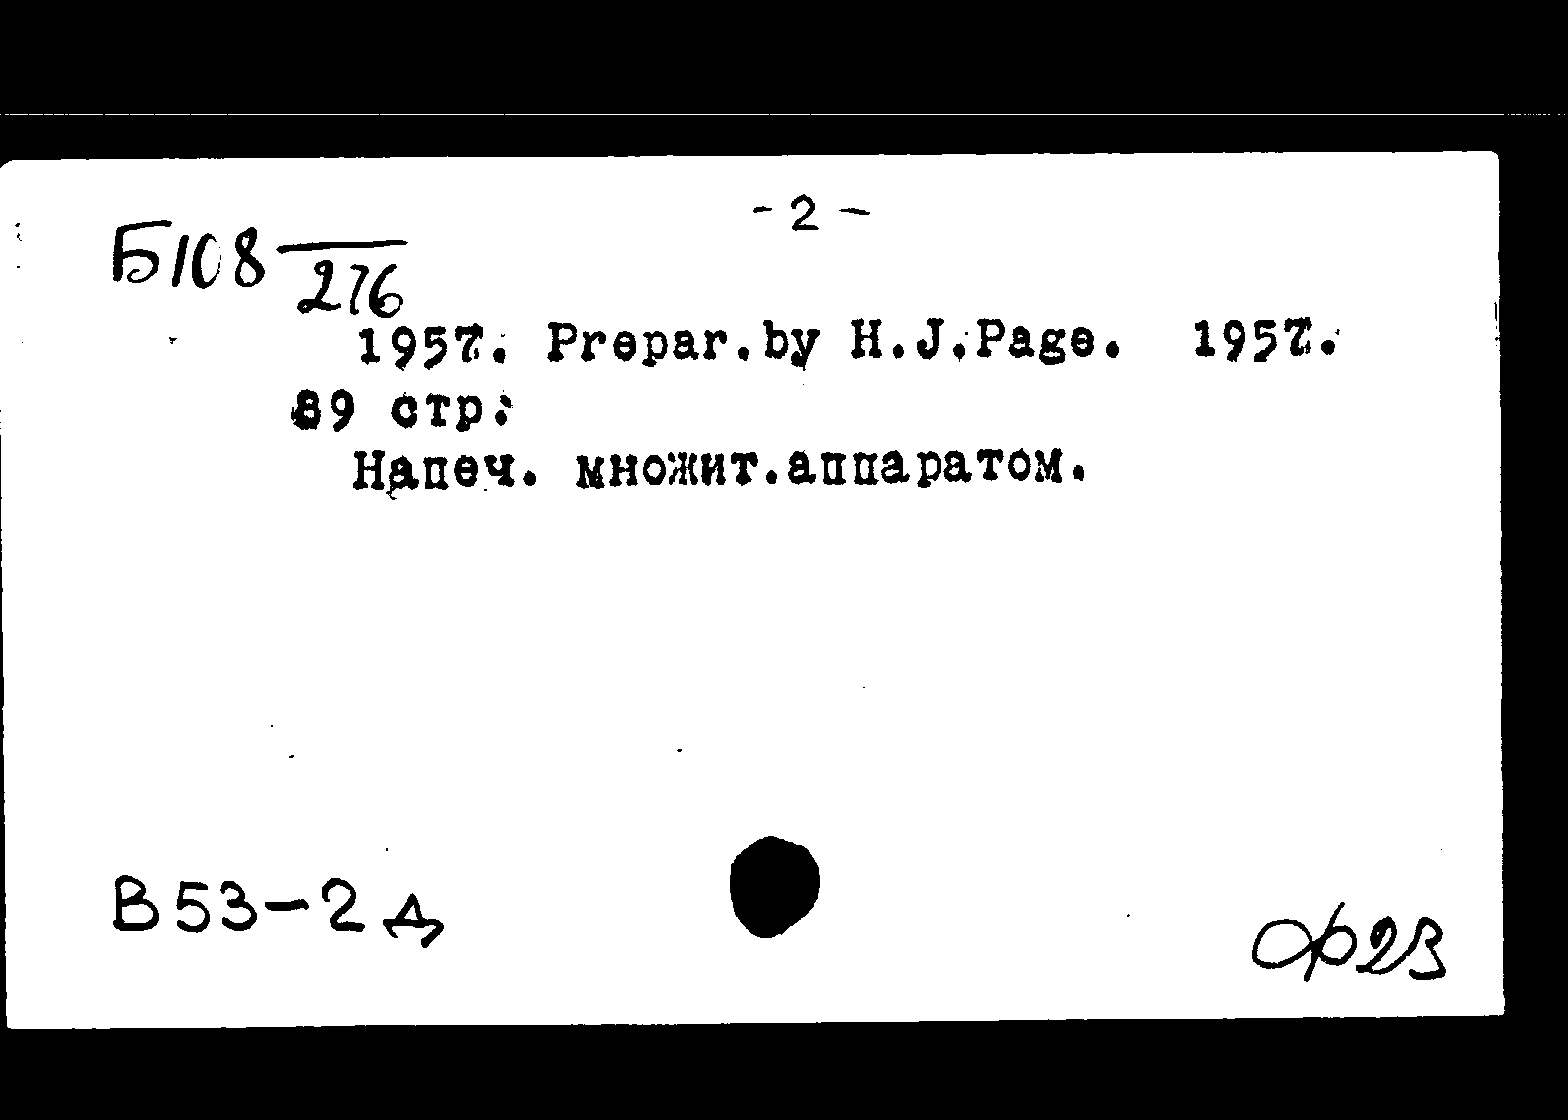 - 2 -
Б108
276
1957. Prepar.by H.J.Page. 1957.
89 стр.
Напеч. множит.аппаратом.
В53-2д
Ф23